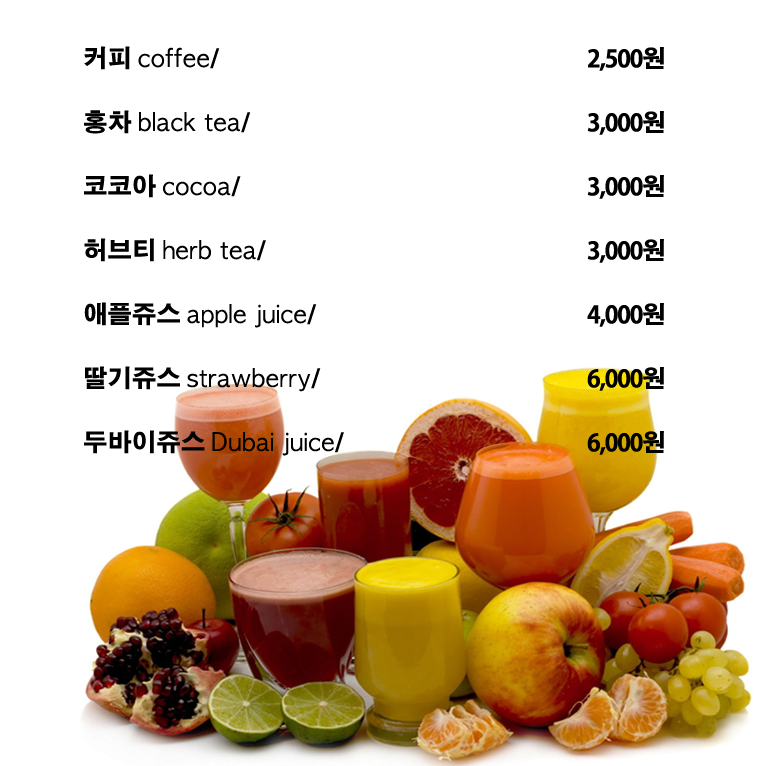 커피 coffee/ 2,500원
홍차 black tea/ 3,000원
코코아 cocoa/ 3,000원
허브티 herb tea/ 3,000원
애플쥬스 apple juice/ 4,000원
딸기쥬스 strawberry/ 6,000원
두바이쥬스 Dubai juice/ 6,000원